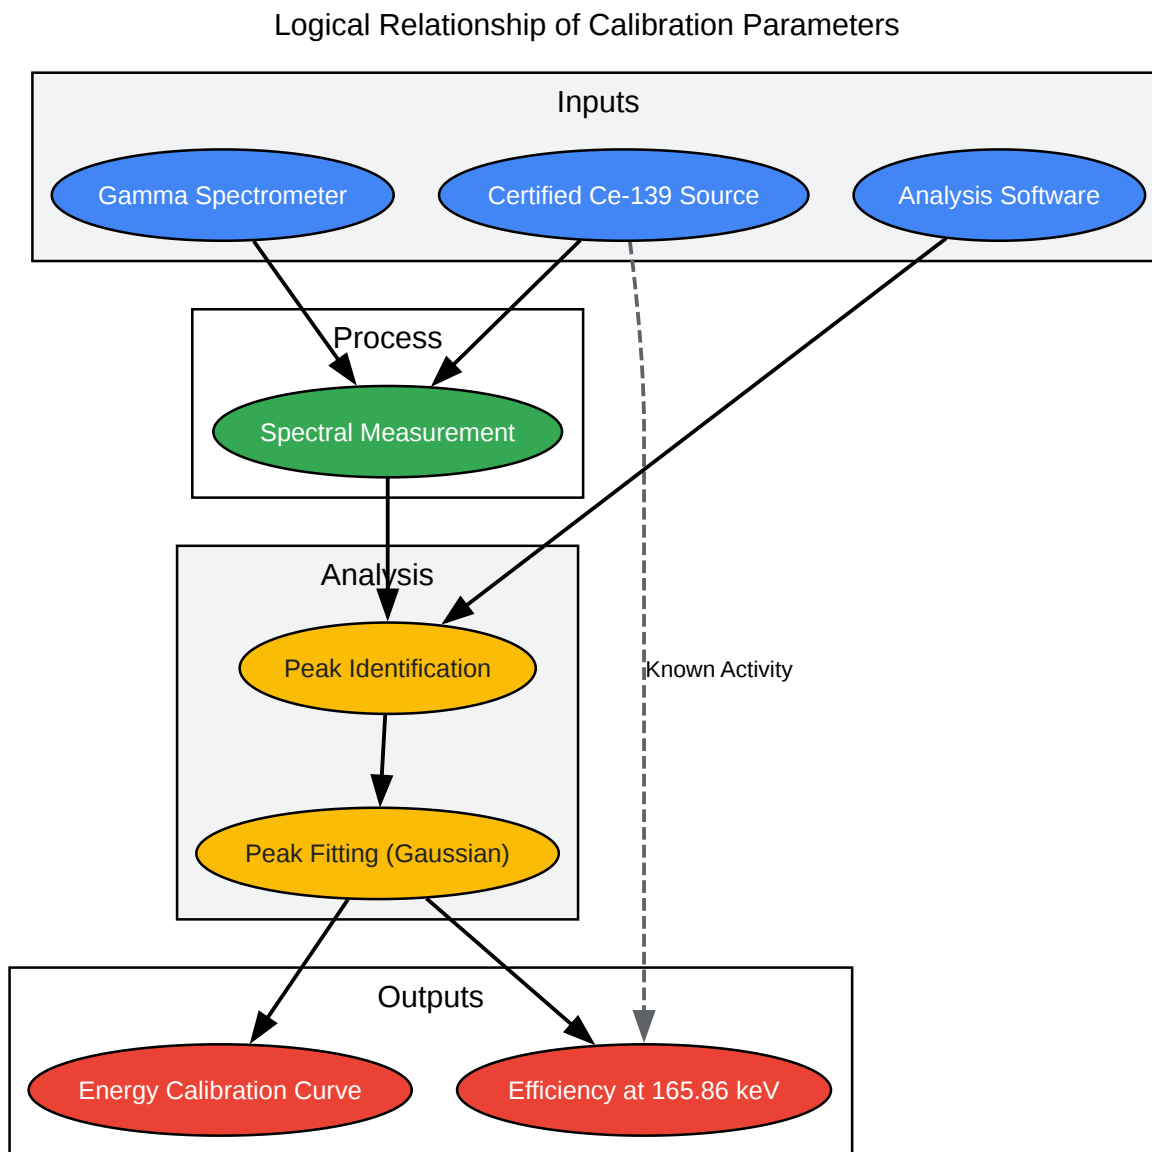 Logical Relationship of Calibration Parameters
Inputs
Gamma Spectrometer
Certified Ce-139 Source
Analysis Software
Process
Spectral Measurement
Analysis
Peak Identification
Known Activity
Peak Fitting (Gaussian)
Outputs
Energy Calibration Curve
Efficiency at 165.86 keV